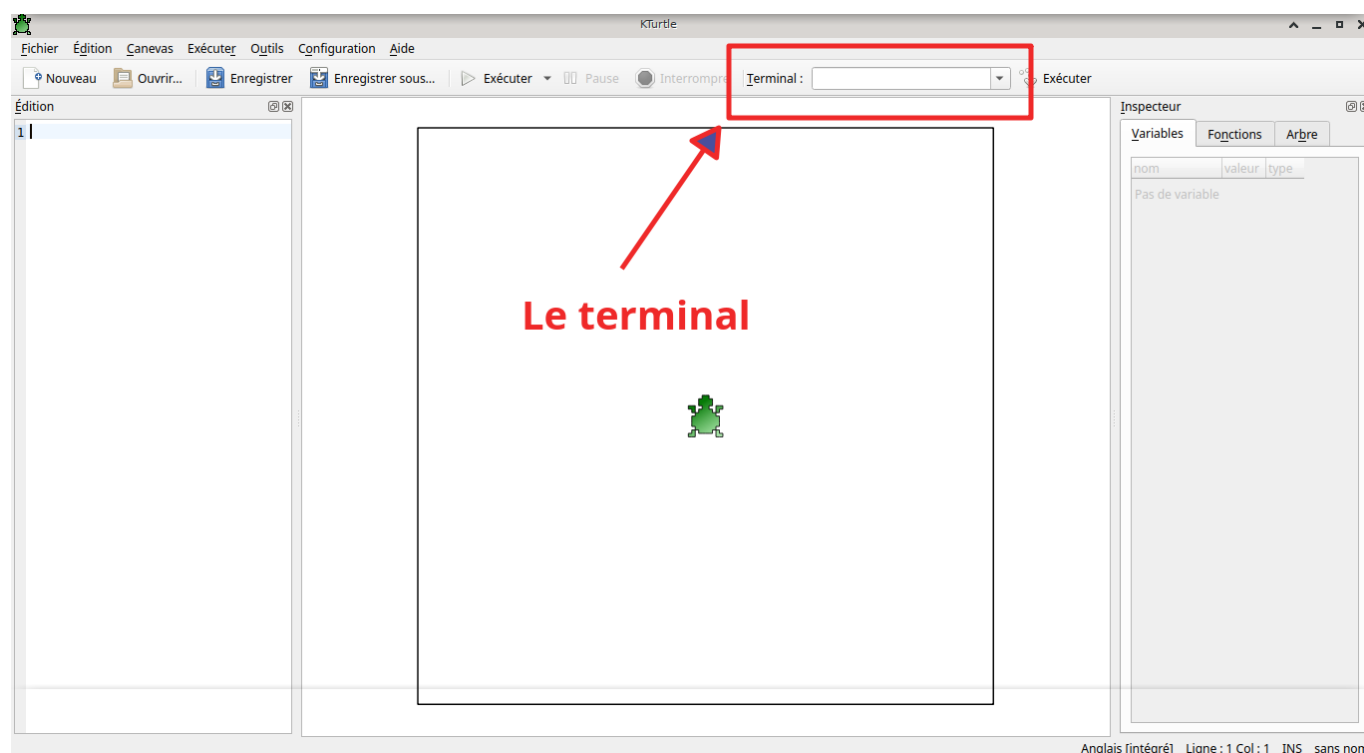 KTurtle
Fichier Édition Canevas Exécuter Outils Configuration Aide
Nouveau Ouvrir... Enregistrer Enregistrer sous... Exécuter Pause Interrompre Terminal : Exécuter
Édition
Inspecteur
1
Variables Fonctions Arbre
nom valeur type
Pas de variable
Le terminal
Anglais [intégré] Ligne : 1 Col : 1 INS sans nom